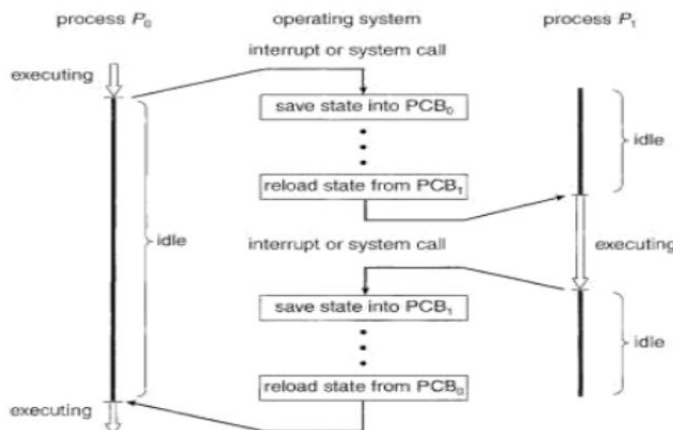 process P₀ operating system process P₁
interrupt or system call
executing
save state into PCB₀
idle
reload state from PCB₁
idle
interrupt or system call
executing
save state into PCB₁
idle
reload state from PCB₀
executing